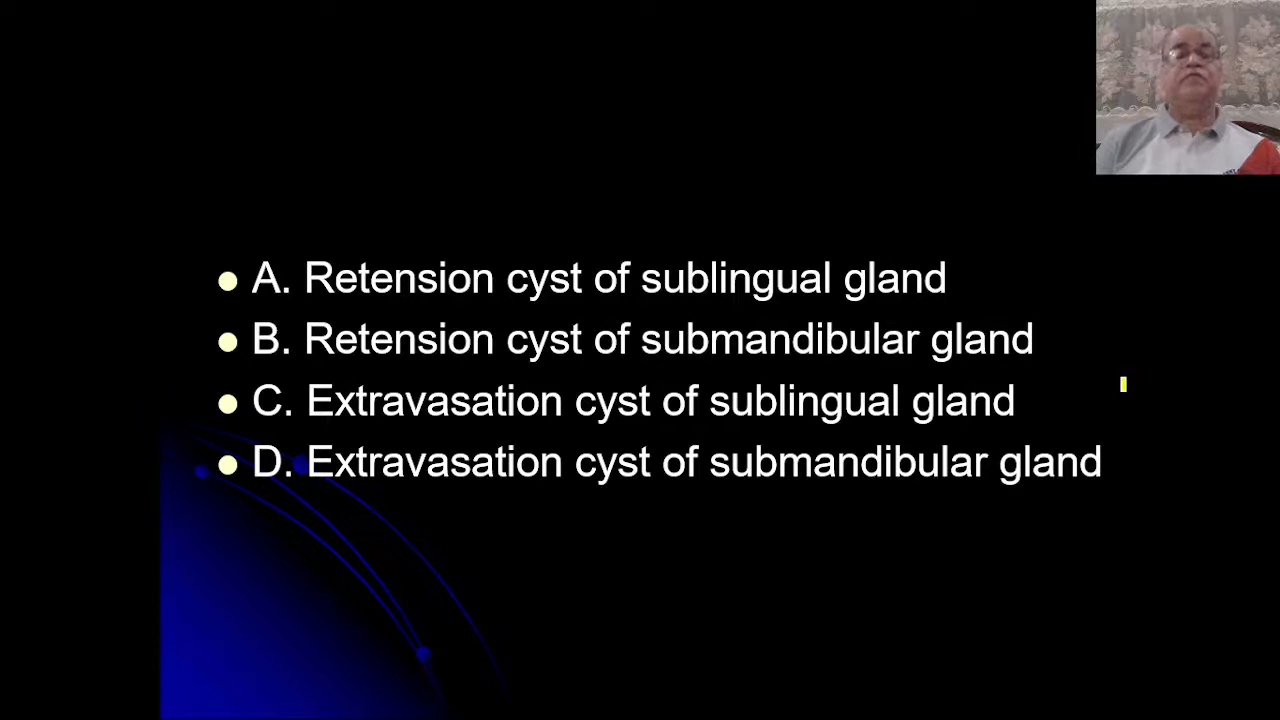 A. Retension cyst of sublingual gland
B. Retension cyst of submandibular gland
C. Extravasation cyst of sublingual gland
D. Extravasation cyst of submandibular gland